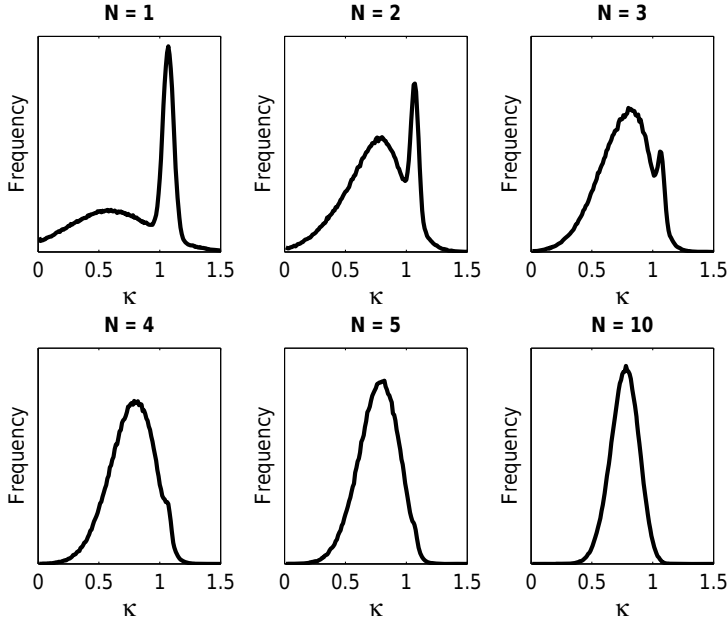 N = 1
N = 2
N = 3
Frequency
Frequency
Frequency
0 0.5 1 1.5
0 0.5 1 1.5
0 0.5 1 1.5
κ
κ
κ
N = 4
N = 5
N = 10
Frequency
Frequency
Frequency
0 0.5 1 1.5
0 0.5 1 1.5
0 0.5 1 1.5
κ
κ
κ